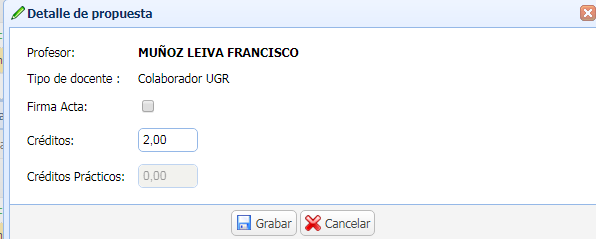 Detalle de propuesta
Profesor: MUÑOZ LEIVA FRANCISCO
Tipo de docente : Colaborador UGR
Firma Acta:
Créditos: 2,00
Créditos Prácticos: 0,00
Grabar Cancelar